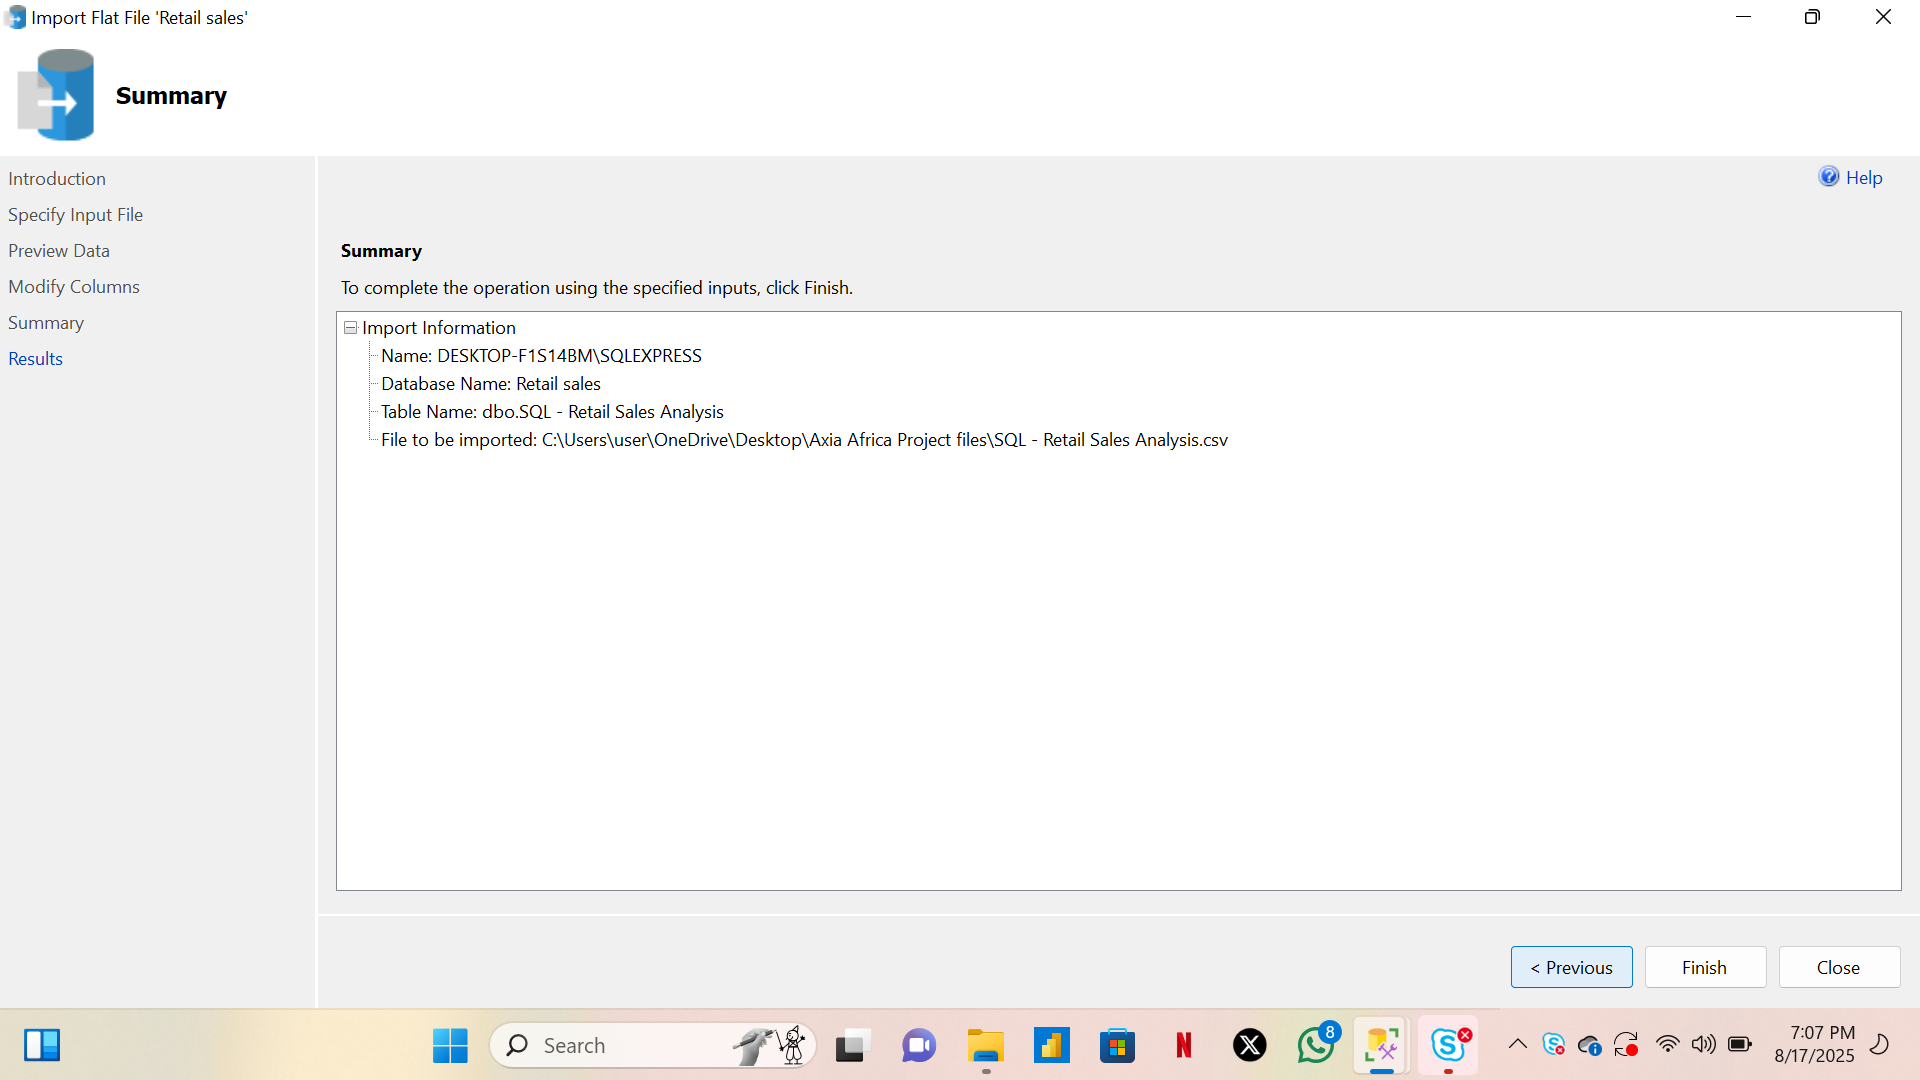 Import Flat File 'Retail sales'
Summary
Introduction
Specify Input File
Preview Data
Modify Columns
Summary
Results
Help
Summary
To complete the operation using the specified inputs, click Finish.
Import Information
Name: DESKTOP-F1S14BM\SQLEXPRESS
Database Name: Retail sales
Table Name: dbo.SQL - Retail Sales Analysis
File to be imported: C:\Users\user\OneDrive\Desktop\Axia Africa Project files\SQL - Retail Sales Analysis.csv
< Previous
Finish
Close
Search
8
7:07 PM
8/17/2025